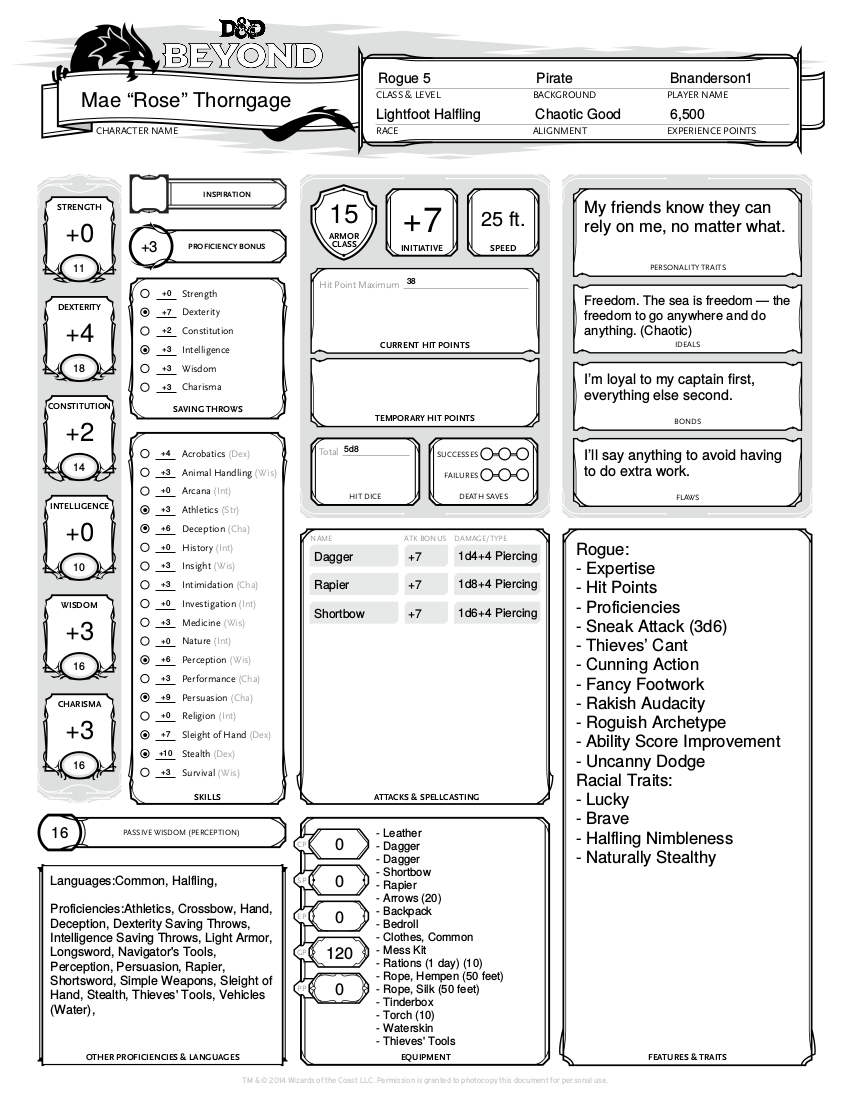 D&D
BEYOND
Mae “Rose” Thorngage
CHARACTER NAME
Rogue 5 Pirate Bnanderson1
CLASS & LEVEL BACKGROUND PLAYER NAME
Lightfoot Halfling Chaotic Good 6,500
RACE ALIGNMENT EXPERIENCE POINTS
STRENGTH
+0
11
DEXTERITY
+4
18
CONSTITUTION
+2
14
INTELLIGENCE
+0
10
WISDOM
+3
16
CHARISMA
+3
16
INSPIRATION
+3 PROFICIENCY BONUS
+0 Strength
+7 Dexterity
+2 Constitution
+3 Intelligence
+3 Wisdom
+3 Charisma
SAVING THROWS
+4 Acrobatics (Dex)
+3 Animal Handling (Wis)
+0 Arcana (Int)
+3 Athletics (Str)
+6 Deception (Cha)
+0 History (Int)
+3 Insight (Wis)
+3 Intimidation (Cha)
+0 Investigation (Int)
+3 Medicine (Wis)
+0 Nature (Int)
+6 Perception (Wis)
+3 Performance (Cha)
+9 Persuasion (Cha)
+0 Religion (Int)
+7 Sleight of Hand (Dex)
+10 Stealth (Dex)
+3 Survival (Wis)
SKILLS
16 PASSIVE WISDOM (PERCEPTION)
Languages:Common, Halfling,
Proficiencies:Athletics, Crossbow, Hand,
Deception, Dexterity Saving Throws,
Intelligence Saving Throws, Light Armor,
Longsword, Navigator's Tools,
Perception, Persuasion, Rapier,
Shortsword, Simple Weapons, Sleight of
Hand, Stealth, Thieves' Tools, Vehicles
(Water),
OTHER PROFICIENCIES & LANGUAGES
15
ARMOR
CLASS
+7
INITIATIVE
25 ft.
SPEED
Hit Point Maximum 38
CURRENT HIT POINTS
TEMPORARY HIT POINTS
Total 5d8
HIT DICE
SUCCESSES
FAILURES
DEATH SAVES
NAME ATK BONUS DAMAGE/TYPE
Dagger +7 1d4+4 Piercing
Rapier +7 1d8+4 Piercing
Shortbow +7 1d6+4 Piercing
ATTACKS & SPELLCASTING
CP 0
SP 0
EP 0
GP 120
PP 0
- Leather
- Dagger
- Dagger
- Shortbow
- Rapier
- Arrows (20)
- Backpack
- Bedroll
- Clothes, Common
- Mess Kit
- Rations (1 day) (10)
- Rope, Hempen (50 feet)
- Rope, Silk (50 feet)
- Tinderbox
- Torch (10)
- Waterskin
- Thieves' Tools
EQUIPMENT
My friends know they can
rely on me, no matter what.
PERSONALITY TRAITS
Freedom. The sea is freedom — the
freedom to go anywhere and do
anything. (Chaotic)
IDEALS
I’m loyal to my captain first,
everything else second.
BONDS
I’ll say anything to avoid having
to do extra work.
FLAWS
Rogue:
- Expertise
- Hit Points
- Proficiencies
- Sneak Attack (3d6)
- Thieves’ Cant
- Cunning Action
- Fancy Footwork
- Rakish Audacity
- Roguish Archetype
- Ability Score Improvement
- Uncanny Dodge
Racial Traits:
- Lucky
- Brave
- Halfling Nimbleness
- Naturally Stealthy
FEATURES & TRAITS
TM & © 2014 Wizards of the Coast LLC. Permission is granted to photocopy this document for personal use.